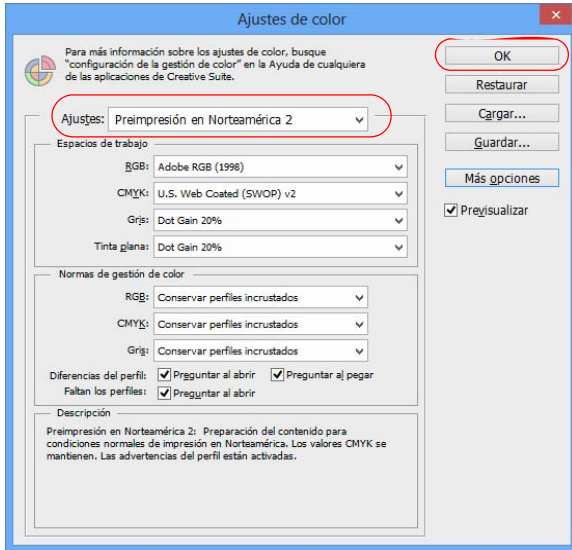 Ajustes de color
Para más información sobre los ajustes de color, busque
"configuración de la gestión de color" en la Ayuda de cualquiera
de las aplicaciones de Creative Suite.
OK
Restaurar
Cargar...
Guardar...
Más opciones
Previsualizar
Ajustes: Preimpresión en Norteamérica 2
Espacios de trabajo
RGB: Adobe RGB (1998)
CMYK: U.S. Web Coated (SWOP) v2
Gris: Dot Gain 20%
Tinta plana: Dot Gain 20%
Normas de gestión de color
RGB: Conservar perfiles incrustados
CMYK: Conservar perfiles incrustados
Gris: Conservar perfiles incrustados
Diferencias del perfil: Preguntar al abrir Preguntar al pegar
Faltan los perfiles: Preguntar al abrir
Descripción
Preimpresión en Norteamérica 2: Preparación del contenido para
condiciones normales de impresión en Norteamérica. Los valores CMYK se
mantienen. Las advertencias del perfil están activadas.